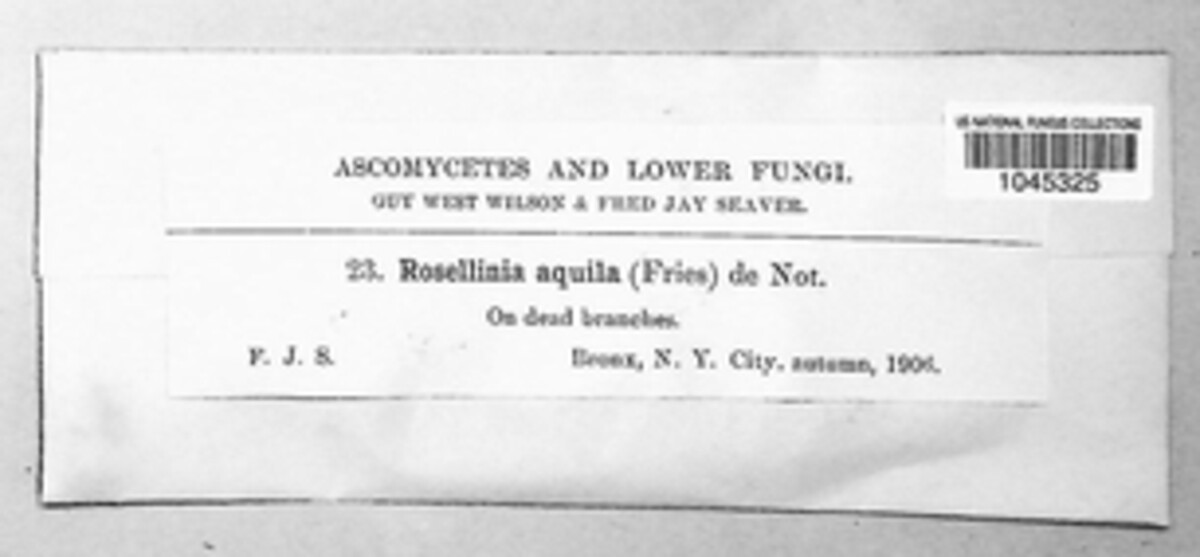 US NATIONAL FUNGUS COLLECTIONS
1045325
ASCOMYCETES AND LOWER FUNGI.
GUY WEST WILSON & FRED JAY SEAVER.
23. Rosellinia aquila (Fries) de Not.
On dead branches.
F. J. S. Bronx, N. Y. City. autumn, 1906.